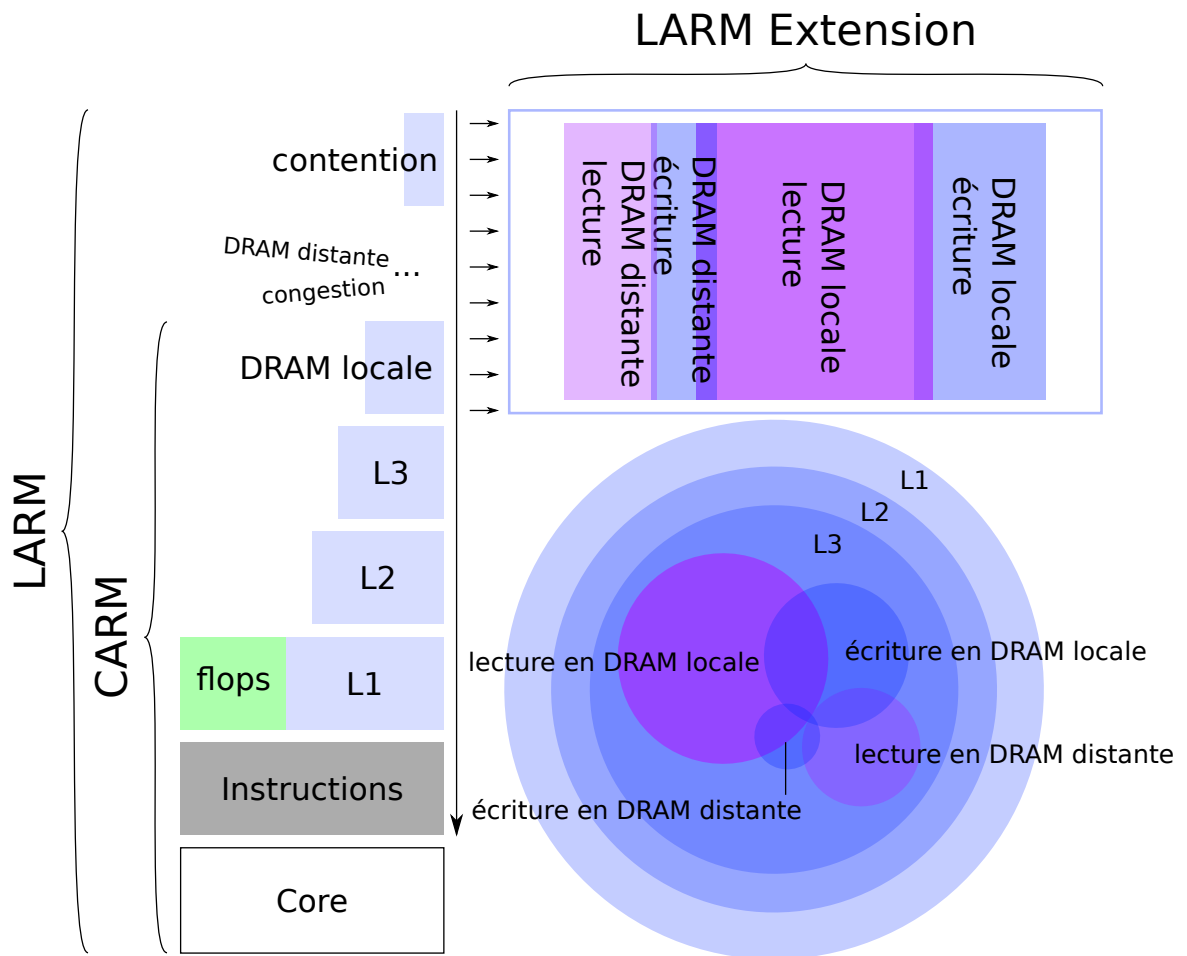 LARM Extension
contention
DRAM distante
...
congestion
DRAM locale
L3
L2
flops
L1
Instructions
Core
LARM
CARM
DRAM distante
lecture
DRAM distante
écriture
DRAM locale
lecture
DRAM locale
écriture
L1
L2
L3
lecture en DRAM locale
écriture en DRAM locale
lecture en DRAM distante
écriture en DRAM distante